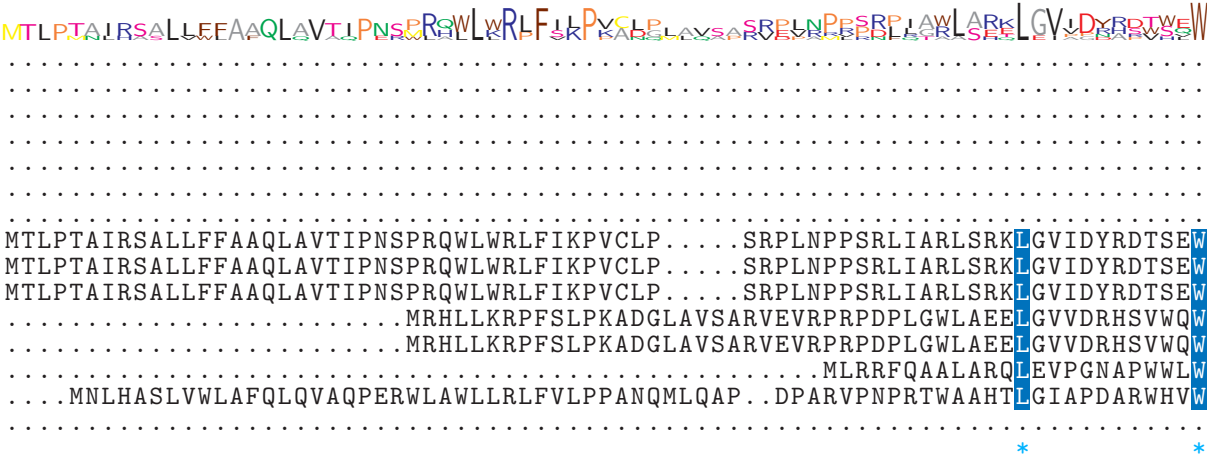 ...........................................................................
...........................................................................
...........................................................................
...........................................................................
...........................................................................
...........................................................................
...........................................................................
MTLPTAIRSALLFFAAQLAVTIPNSPRQWLWRLFIKPVCLP.....SRPLNPPSRLIARLSRKLGVIDYRDTSEW
MTLPTAIRSALLFFAAQLAVTIPNSPRQWLWRLFIKPVCLP.....SRPLNPPSRLIARLSRKLGVIDYRDTSEW
MTLPTAIRSALLFFAAQLAVTIPNSPRQWLWRLFIKPVCLP.....SRPLNPPSRLIARLSRKLGVIDYRDTSEW
.........................MRHLLKRPFSLPKADGLAVSARVEVRPRPDPLGWLAEELGVVDRHSVWQW
.........................MRHLLKRPFSLPKADGLAVSARVEVRPRPDPLGWLAEELGVVDRHSVWQW
...................................................MLRRFQAALARQLEVPGNAPWWLW
....MNLHASLVWLAFQLQVAQPERWLAWLLRLFVLPPANQMLQAP..DPARVPNPRTWAAHTLGIAPDARWHVW
...........................................................................
* *